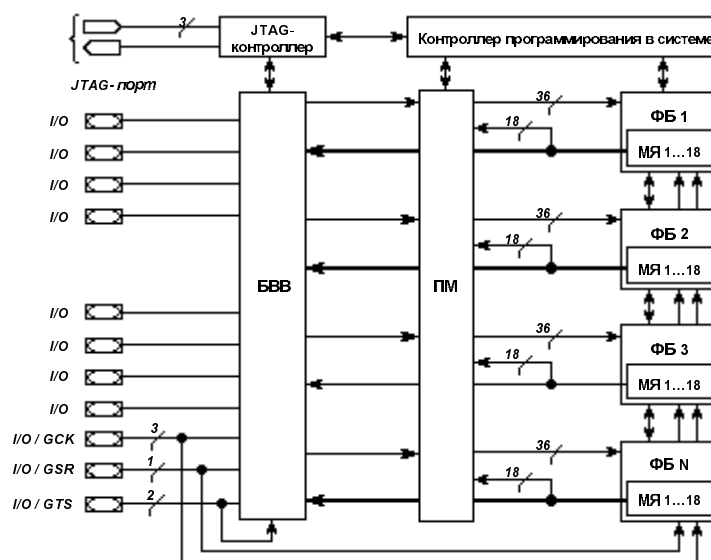 3
JTAG-
контроллер
Контроллер программирования в системе
JTAG- порт
I/O
I/O
I/O
I/O
I/O
I/O
I/O
I/O
I/O / GCK
3
I/O / GSR
1
I/O / GTS
2
БВВ
ПМ
36
18
ФБ 1
МЯ 1...18
36
18
ФБ 2
МЯ 1...18
36
18
ФБ 3
МЯ 1...18
36
18
ФБ N
МЯ 1...18